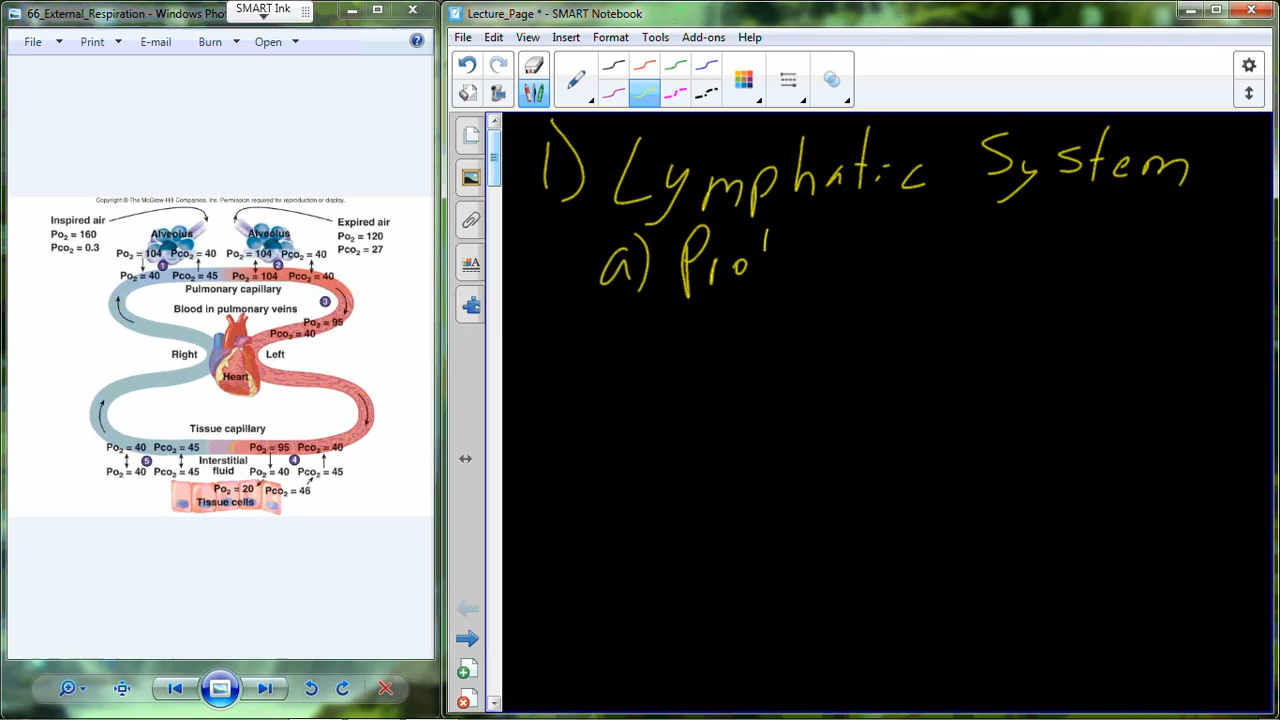 66_External_Respiration - Windows Pho
SMART Ink
File Print E-mail Burn Open
Copyright © The McGraw-Hill Companies, Inc. Permission required for reproduction or display.
Inspired air
Po2 = 160
Pco2 = 0.3
Expired air
Po2 = 120
Pco2 = 27
Alveolus Alveolus
Po2 = 104 Pco2 = 40 Po2 = 104 Pco2 = 40
1 2
Po2 = 40 Pco2 = 45 Po2 = 104 Pco2 = 40
Pulmonary capillary
3
Blood in pulmonary veins
Po2 = 95
Pco2 = 40
Right Left
Heart
Tissue capillary
Po2 = 40 Pco2 = 45 Po2 = 95 Pco2 = 40
5 Interstitial fluid 4
Po2 = 40 Pco2 = 45 Po2 = 40 Pco2 = 45
Po2 = 20 Pco2 = 46
Tissue cells
Lecture_Page * - SMART Notebook
File Edit View Insert Format Tools Add-ons Help
1) Lymphatic System
a) Pro